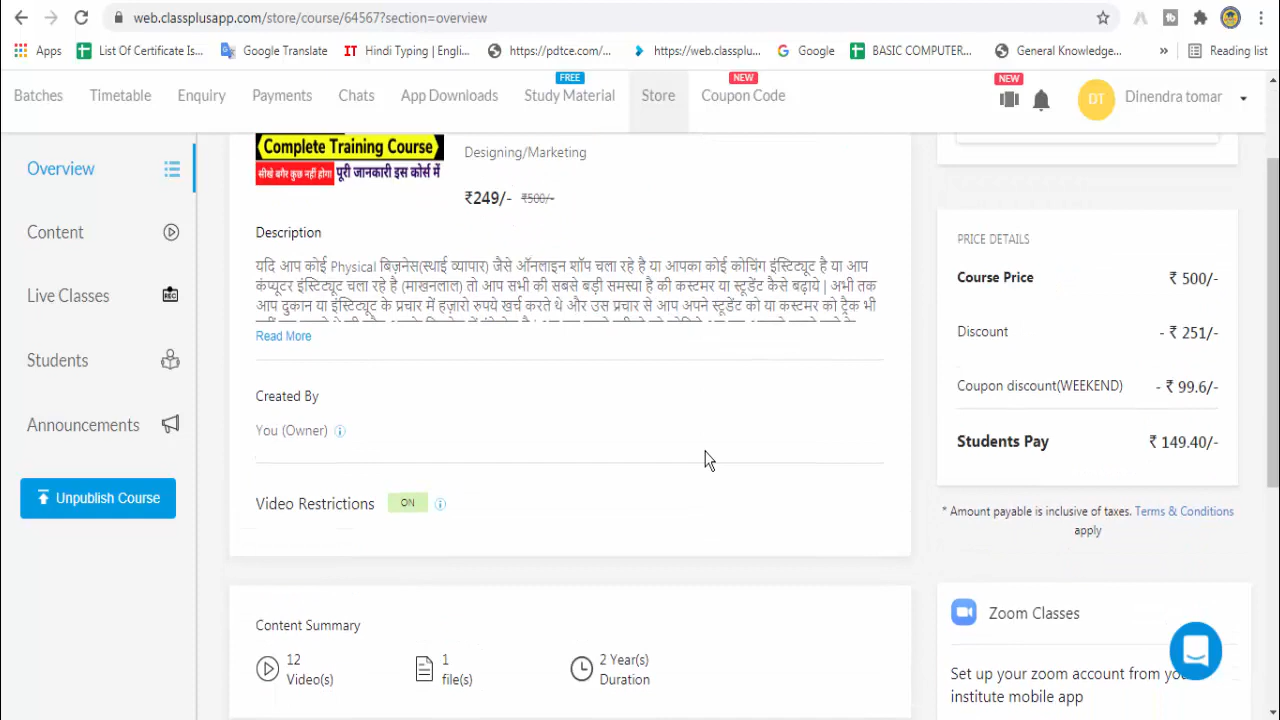 web.classplusapp.com/store/course/64567?section=overview
Apps
List Of Certificate Is...
Google Translate
IT Hindi Typing | Engli...
https://pdtce.com/...
https://web.classplu...
Google
BASIC COMPUTER...
General Knowledge...
»
Reading list
Batches
Timetable
Enquiry
Payments
Chats
App Downloads
FREE
Study Material
Store
NEW
Coupon Code
NEW
DT
DInendra tomar
Overview
Content
Live Classes
REC
Students
Announcements
Unpublish Course
Complete Training Course
सीखे बगैर कुछ नहीं होगा पूरी जानकारी इस कोर्स में
Designing/Marketing
₹249/- ₹500/-
Description
यदि आप कोई Physical बिज़नेस(स्थाई व्यापार) जैसे ऑनलाइन शॉप चला रहे है या आपका कोई कोचिंग इंस्टिट्यूट है या आप
कंप्यूटर इंस्टिट्यूट चला रहे है (माखनलाल) तो आप सभी की सबसे बड़ी समस्या है की कस्टमर या स्टूडेंट कैसे बढ़ाये | अभी तक
आप दुकान या इंस्टिट्यूट के प्रचार में हज़ारो रुपये खर्च करते थे और उस प्रचार से आप अपने स्टूडेंट को या कस्टमर को ट्रैक भी
Read More
Created By
You (Owner)
Video Restrictions ON
Content Summary
12
Video(s)
1
file(s)
2 Year(s)
Duration
PRICE DETAILS
Course Price ₹ 500/-
Discount - ₹ 251/-
Coupon discount(WEEKEND) - ₹ 99.6/-
Students Pay ₹ 149.40/-
* Amount payable is inclusive of taxes. Terms & Conditions
apply
Zoom Classes
Set up your zoom account from
institute mobile app